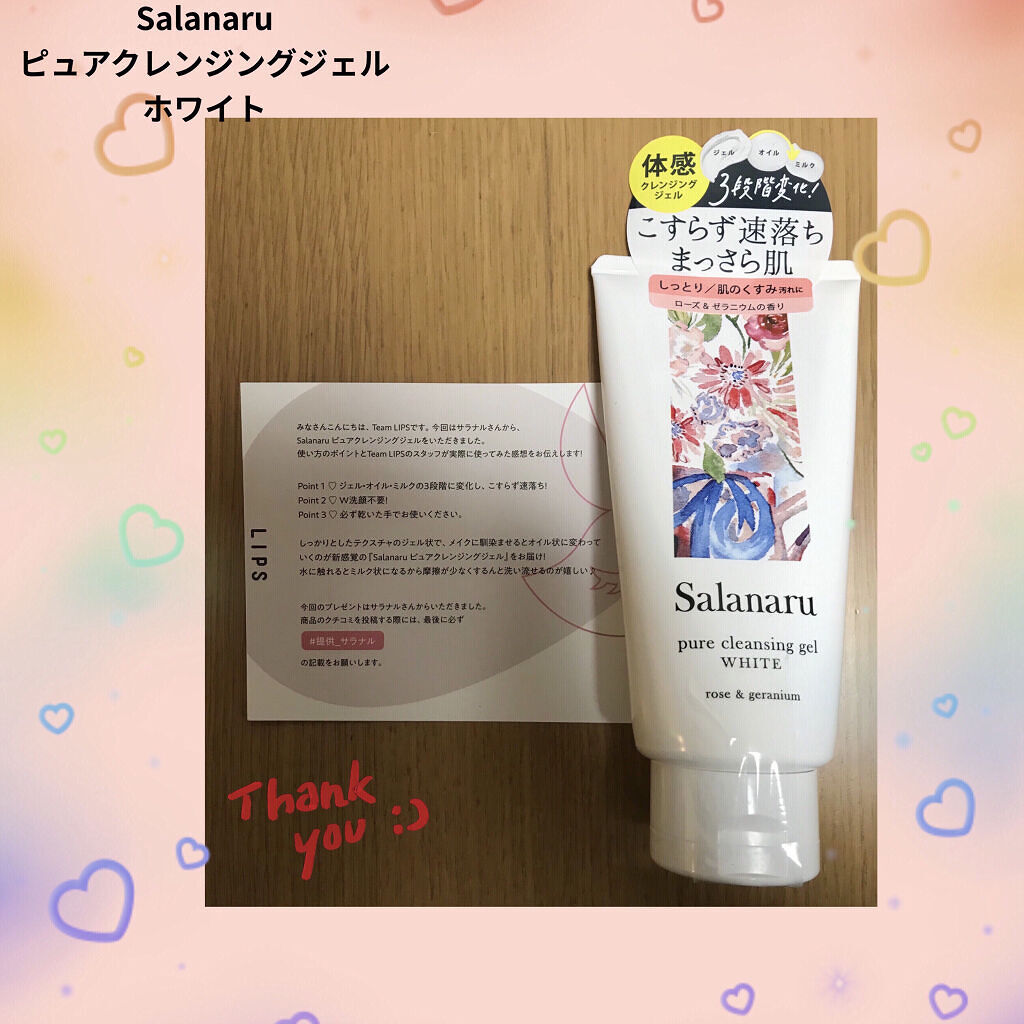 Salanaru
ピュアクレンジングジェル
ホワイト
体感
クレンジング
ジェル
ジェル
オイル
ミルク
3段階変化!
こすらず速落ち
まっさら肌
しっとり/肌のくすみ汚れに
ローズ&ゼラニウムの香り
Salanaru
pure cleansing gel
WHITE
rose & geranium
みなさんこんにちは、Team LIPSです。今回はサラナルさんから、
Salanaru ピュアクレンジングジェルをいただきました。
使い方のポイントとTeam LIPSのスタッフが実際に使ってみた感想をお伝えします!
Point 1 ♡ ジェル・オイル・ミルクの3段階に変化し、こすらず速落ち!
Point 2 ♡ W洗顔不要!
Point 3 ♡ 必ず乾いた手でお使いください。
しっかりとしたテクスチャのジェル状で、メイクに馴染ませるとオイル状に変わって
いくのが新感覚の『Salanaru ピュアクレンジングジェル』をお届け!
水に触れるとミルク状になるから摩擦が少なくするんと洗い流せるのが嬉しい♪
今回のプレゼントはサラナルさんからいただきました。
商品のクチコミを投稿する際には、最後に必ず
#提供_サラナル
の記載をお願いします。
LIPS
Thank
you :)